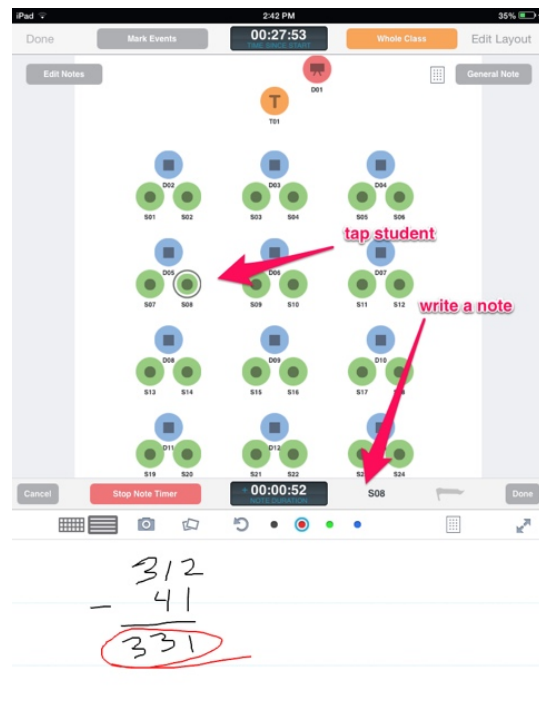 iPad 2:42 PM 35%
Done Mark Events 00:27:53 Whole Class Edit Layout
TIME SINCE START
Edit Notes General Note
D01
T
T01
D02 D03 D04
S01 S02 S03 S04 S05 S06
tap student
D05 D06 D07
S07 S08 S09 S10 S11 S12
write a note
D08 D09 D10
S13 S14 S15 S16 S17
D11 D12
S19 S20 S21 S22 S24
Cancel Stop Note Timer 00:00:52 S08 Done
NOTE DURATION
312
- 41
331